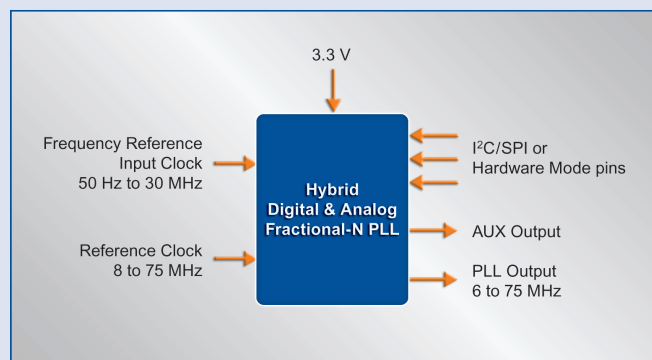 3.3 V
Frequency Reference
Input Clock
50 Hz to 30 MHz
I²C/SPI or
Hardware Mode pins
Hybrid
Digital & Analog
Fractional-N PLL
AUX Output
Reference Clock
8 to 75 MHz
PLL Output
6 to 75 MHz